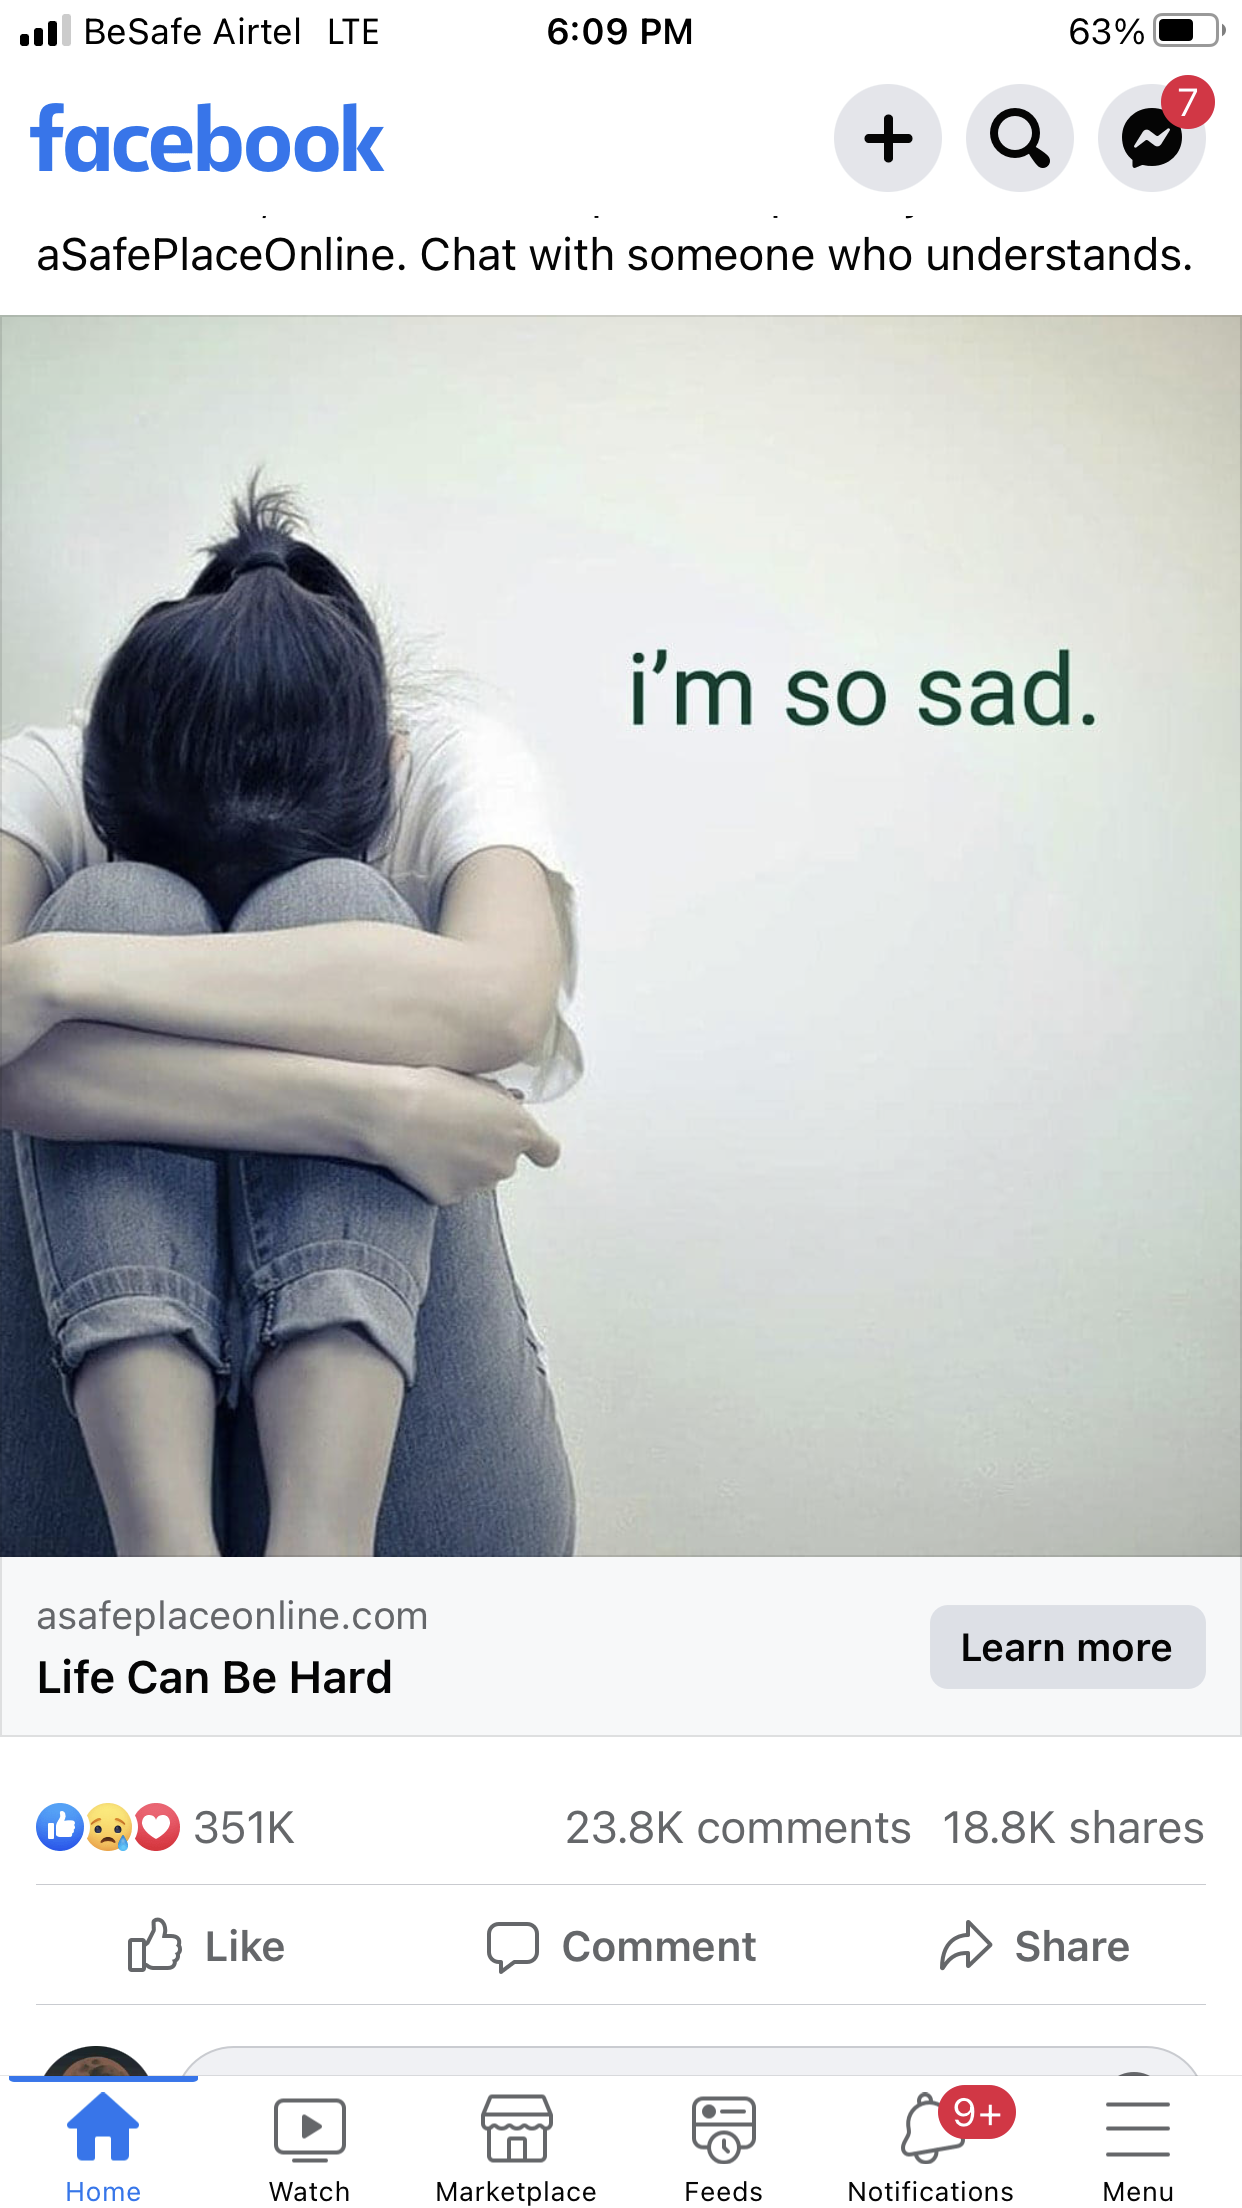 BeSafe Airtel LTE 6:09 PM 63%
facebook 7
aSafePlaceOnline. Chat with someone who understands.
i’m so sad.
asafeplaceonline.com
Life Can Be Hard
Learn more
351K 23.8K comments 18.8K shares
Like Comment Share
9+
Home Watch Marketplace Feeds Notifications Menu